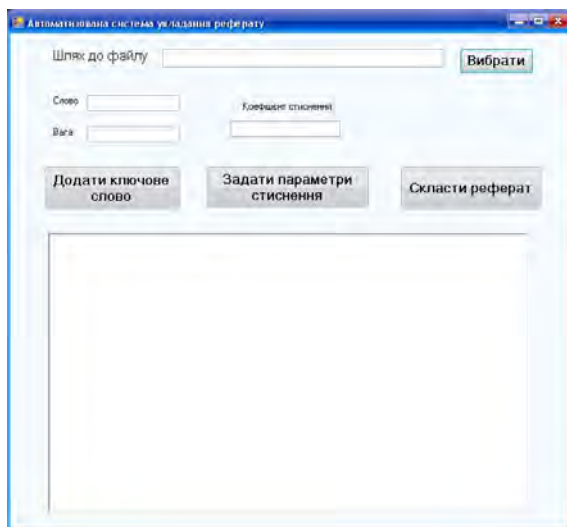 Автоматизована система укладання реферату
Шлях до файлу
Вибрати
Слово
Коефіцієнт стиснення
Вага
Додати ключове
слово
Задати параметри
стиснення
Скласти реферат